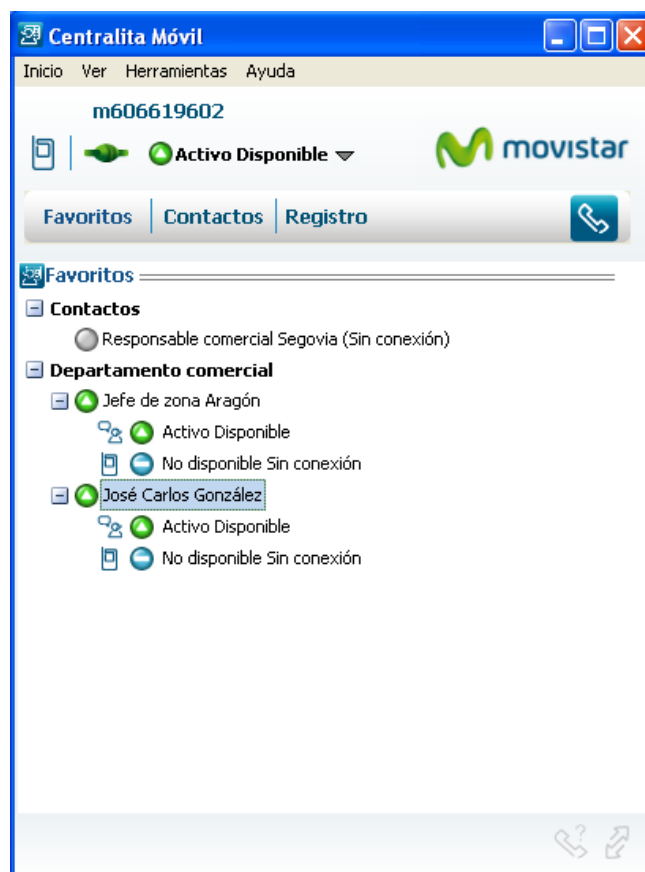 Centralita Móvil
Inicio Ver Herramientas Ayuda
m606619602
Activo Disponible
movistar
Favoritos Contactos Registro
Favoritos
Contactos
Responsable comercial Segovia (Sin conexión)
Departamento comercial
Jefe de zona Aragón
Activo Disponible
No disponible Sin conexión
José Carlos González
Activo Disponible
No disponible Sin conexión